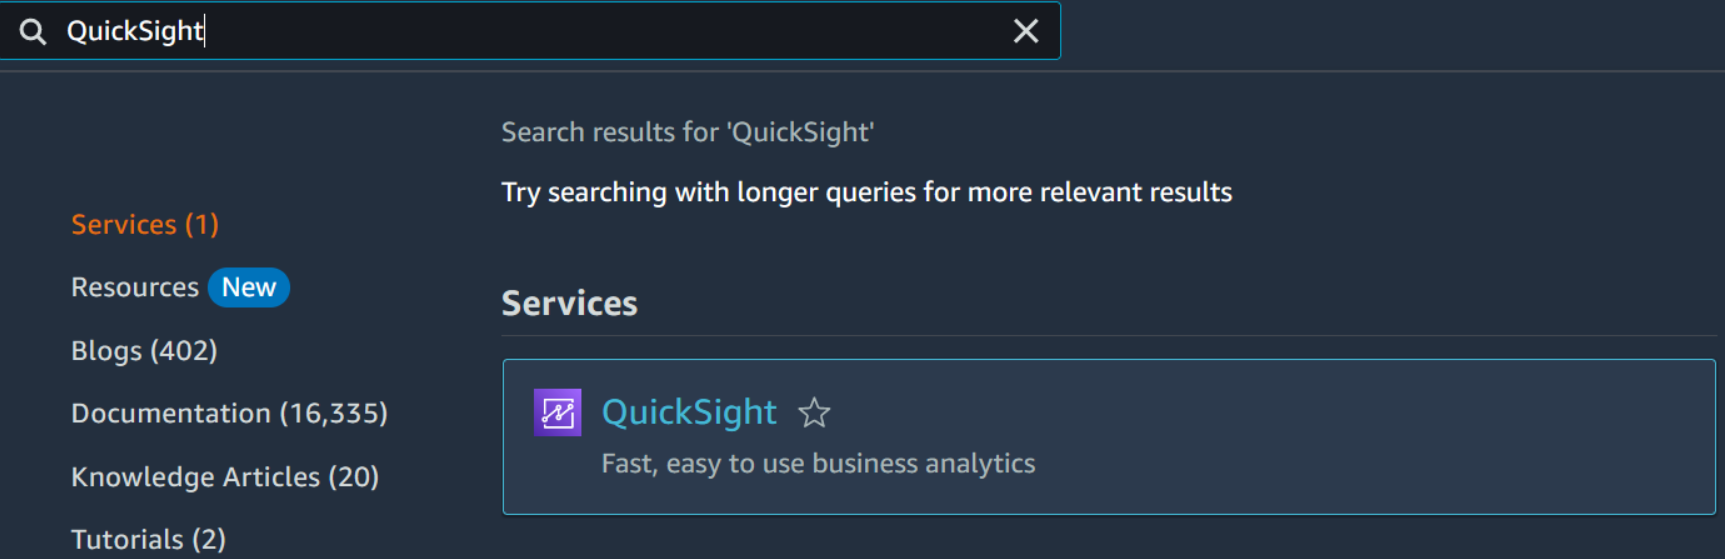 QuickSight
Search results for 'QuickSight'
Try searching with longer queries for more relevant results
Services (1)
Resources New
Blogs (402)
Documentation (16,335)
Knowledge Articles (20)
Tutorials (2)
Services
QuickSight
Fast, easy to use business analytics